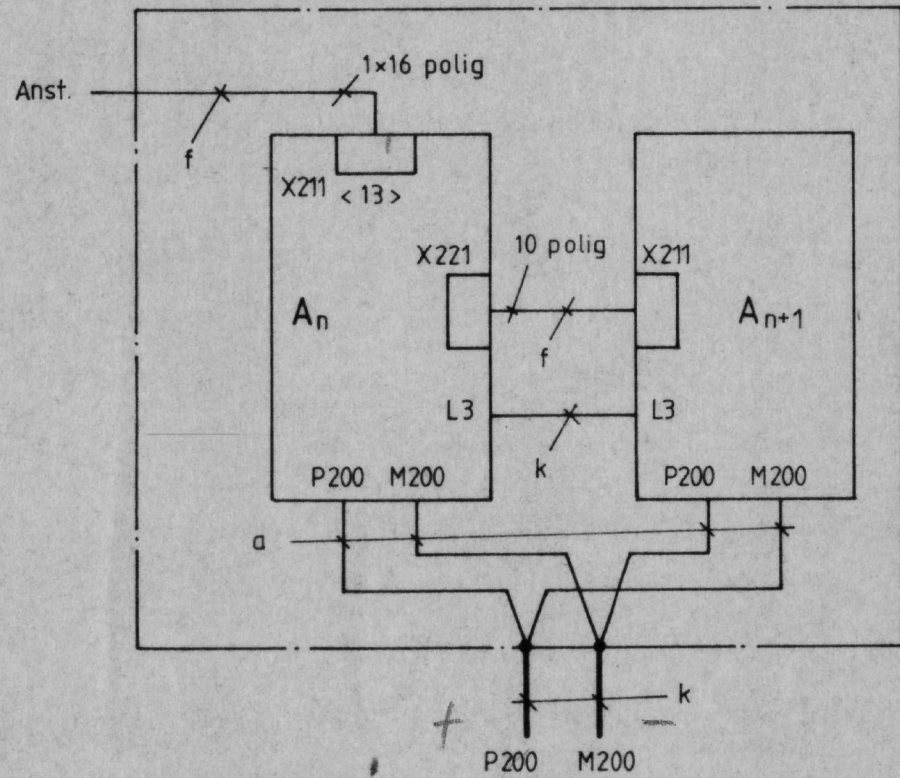 1×16 polig
Anst.
f
X211 < 13 >
10 polig
X221
X211
An
An+1
f
L3
L3
k
P200 M200
P200 M200
a
k
+ −
P200 M200